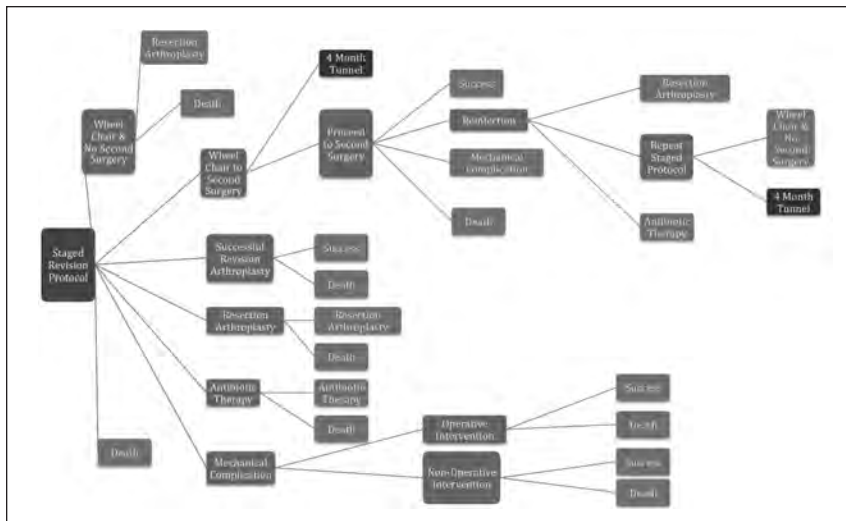 Resection
Arthroplasty
Death
Wheel
Chair &
No Second
Surgery
Staged
Revision
Protocol
Death
4 Month
Tunnel
Wheel
Chair to
Second
Surgery
Proceed
to Second
Surgery
Success
Reinfection
Mechanical
Complication
Death
Resection
Arthroplasty
Repeat
Staged
Protocol
Antibiotic
Therapy
Wheel
Chair &
No
Second
Surgery
4 Month
Tunnel
Successful
Revision
Arthroplasty
Success
Death
Resection
Arthroplasty
Resection
Arthroplasty
Death
Antibiotic
Therapy
Antibiotic
Therapy
Death
Mechanical
Complication
Operative
Intervention
Success
Death
Non-Operative
Intervention
Success
Death